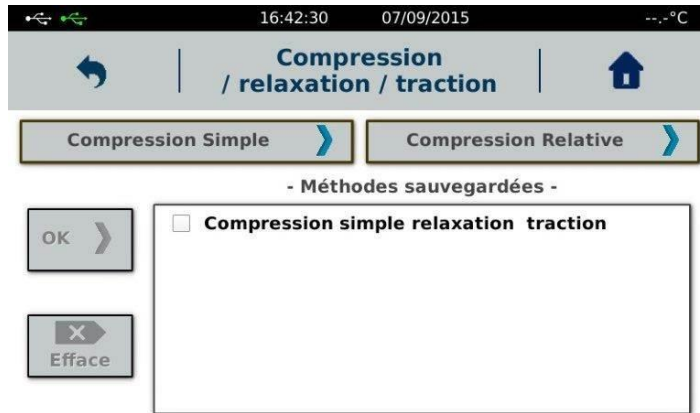 16:42:30 07/09/2015 --.-°C
Compression
/ relaxation / traction
Compression Simple Compression Relative
- Méthodes sauvegardées -
OK
Compression simple relaxation traction
Efface